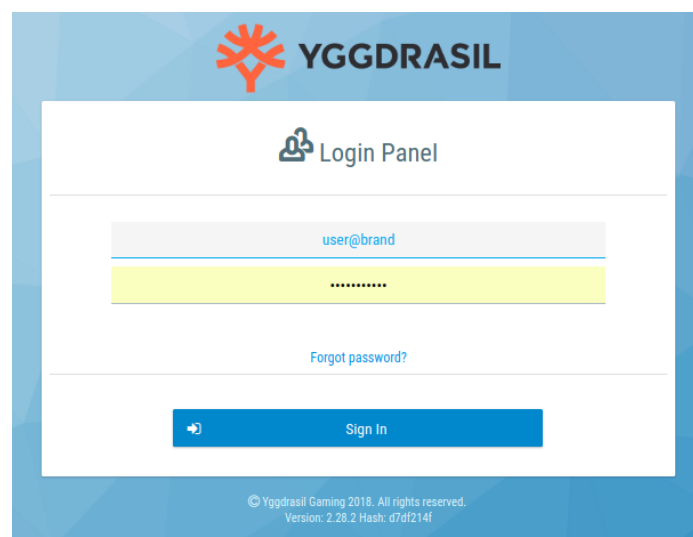 YGGDRASIL
Login Panel
user@brand
•••••••••••
Forgot password?
Sign In
© Yggdrasil Gaming 2018. All rights reserved.
Version: 2.28.2 Hash: d7df214f